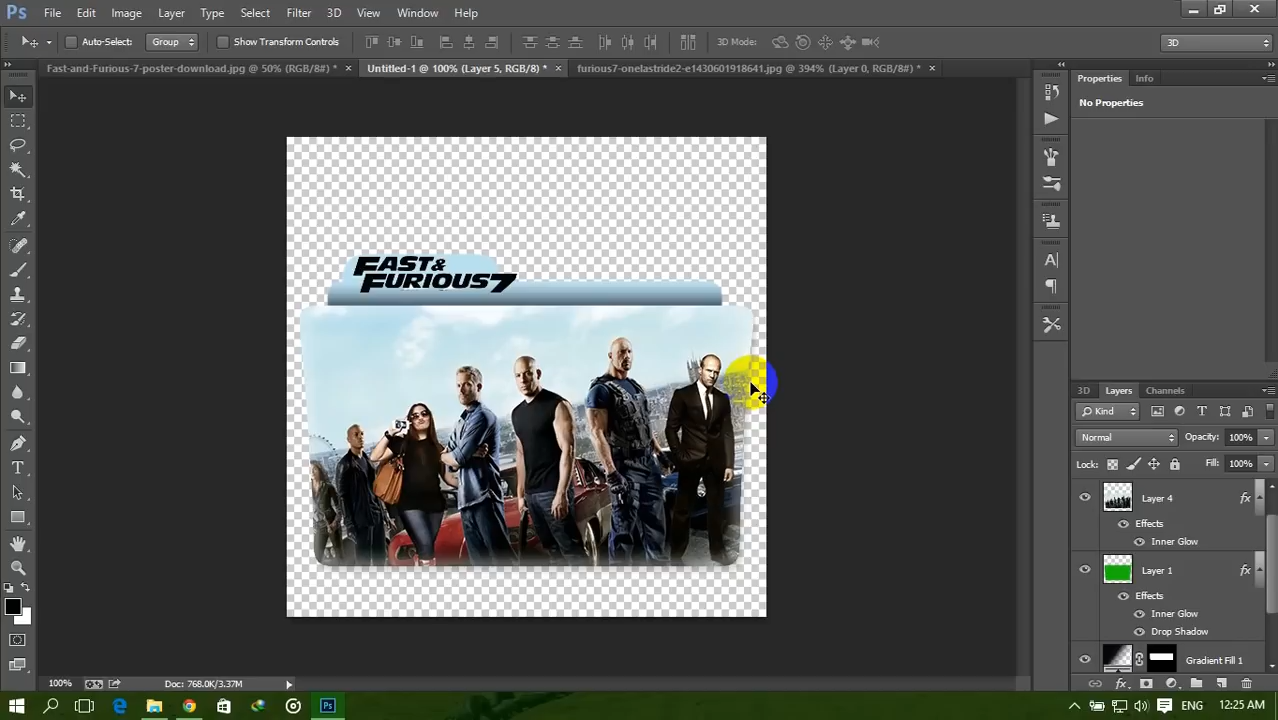 Ps File Edit Image Layer Type Select Filter 3D View Window Help
Auto-Select: Group Show Transform Controls 3D Mode: 3D
Fast-and-Furious-7-poster-download.jpg @ 50% (RGB/8#) * × Untitled-1 @ 100% (Layer 5, RGB/8) * × furious7-onelastride2-e1430601918641.jpg @ 394% (Layer 0, RGB/8#) * ×
Properties Info
No Properties
FAST &
FURIOUS 7
3D Layers Channels
Kind
Normal Opacity: 100%
Lock: Fill: 100%
Layer 4 fx
Effects
Inner Glow
Layer 1 fx
Effects
Inner Glow
Drop Shadow
Gradient Fill 1
100% Doc: 768.0K/3.37M
ENG 12:25 AM